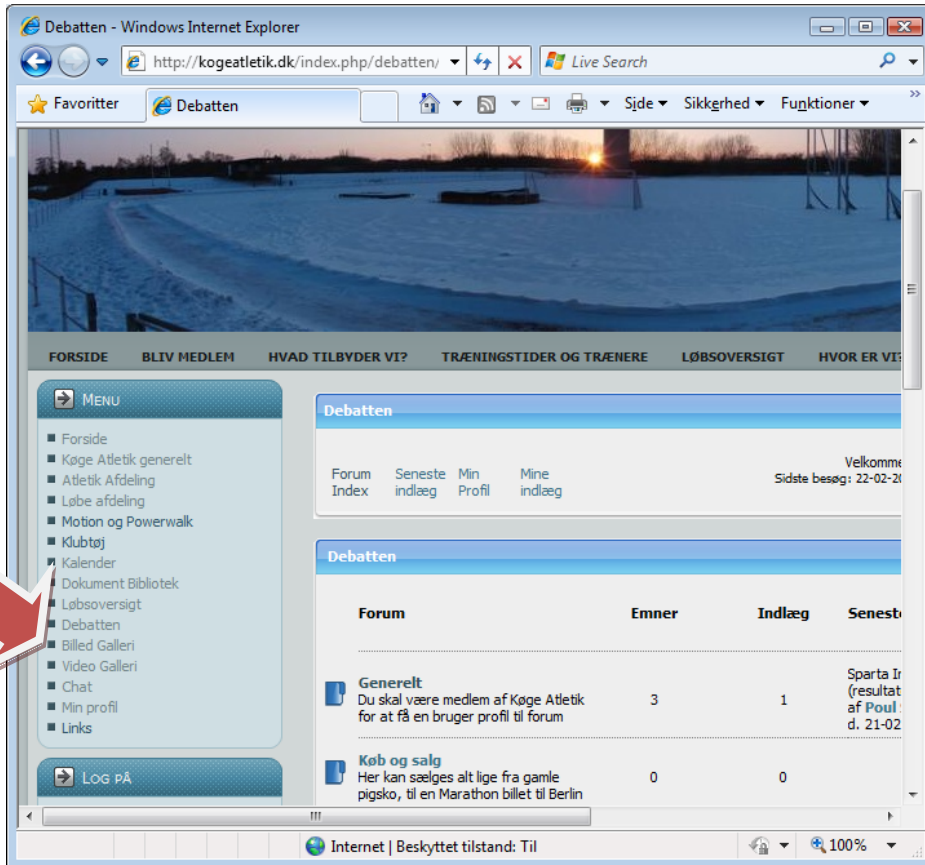 Debatten - Windows Internet Explorer
http://kogeatletik.dk/index.php/debatten/
Live Search
Favoritter
Debatten
Side
Sikkerhed
Funktioner
FORSIDE BLIV MEDLEM HVAD TILBYDER VI? TRÆNINGSTIDER OG TRÆNERE LØBSOVERSIGT HVOR ER VI?
MENU
Forside
Køge Atletik generelt
Atletik Afdeling
Løbe afdeling
Motion og Powerwalk
Klubtøj
Kalender
Dokument Bibliotek
Løbsoversigt
Debatten
Billed Galleri
Video Galleri
Chat
Min profil
Links
LOG PÅ
Debatten
Forum Index
Seneste indlæg
Min Profil
Mine indlæg
Velkomme
Sidste besøg: 22-02-20
Debatten
Forum Emner Indlæg Senest
Generelt
Du skal være medlem af Køge Atletik
for at få en bruger profil til forum
3 1
Sparta
(resultat
af Poul
d. 21-02
Køb og salg
Her kan sælges alt lige fra gamle
pigsko, til en Marathon billet til Berlin
0 0
Internet | Beskyttet tilstand: Til
100%